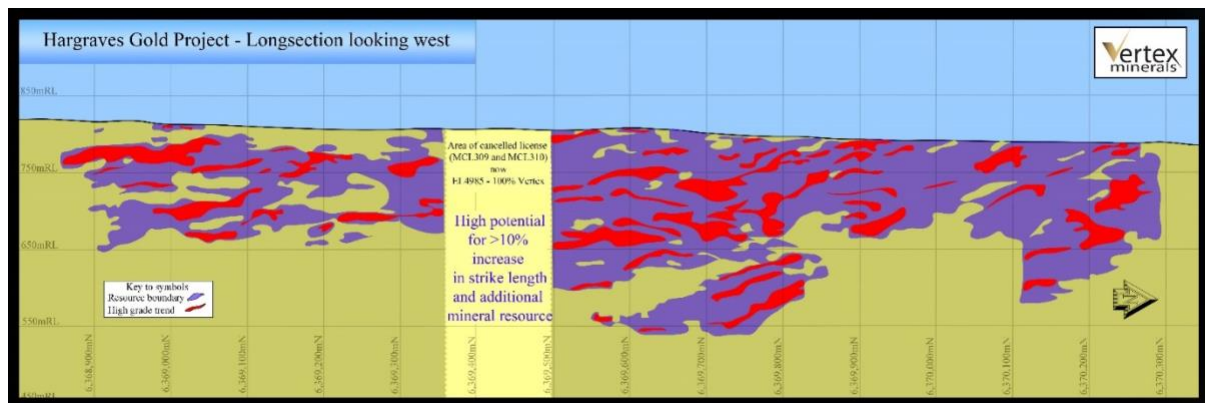 Hargraves Gold Project - Longsection looking west
Vertex
minerals
850mRL
750mRL
650mRL
550mRL
450mRL
Area of cancelled license
(MCL309 and MCL310)
now
EL4985 - 100% Vertex
High potential
for >10%
increase
in strike length
and additional
mineral resource
Key to symbols
Resource boundary
High grade trend
N
6,368,900mN
6,369,000mN
6,369,100mN
6,369,200mN
6,369,300mN
6,369,400mN
6,369,500mN
6,369,600mN
6,369,700mN
6,369,800mN
6,369,900mN
6,370,000mN
6,370,100mN
6,370,200mN
6,370,300mN